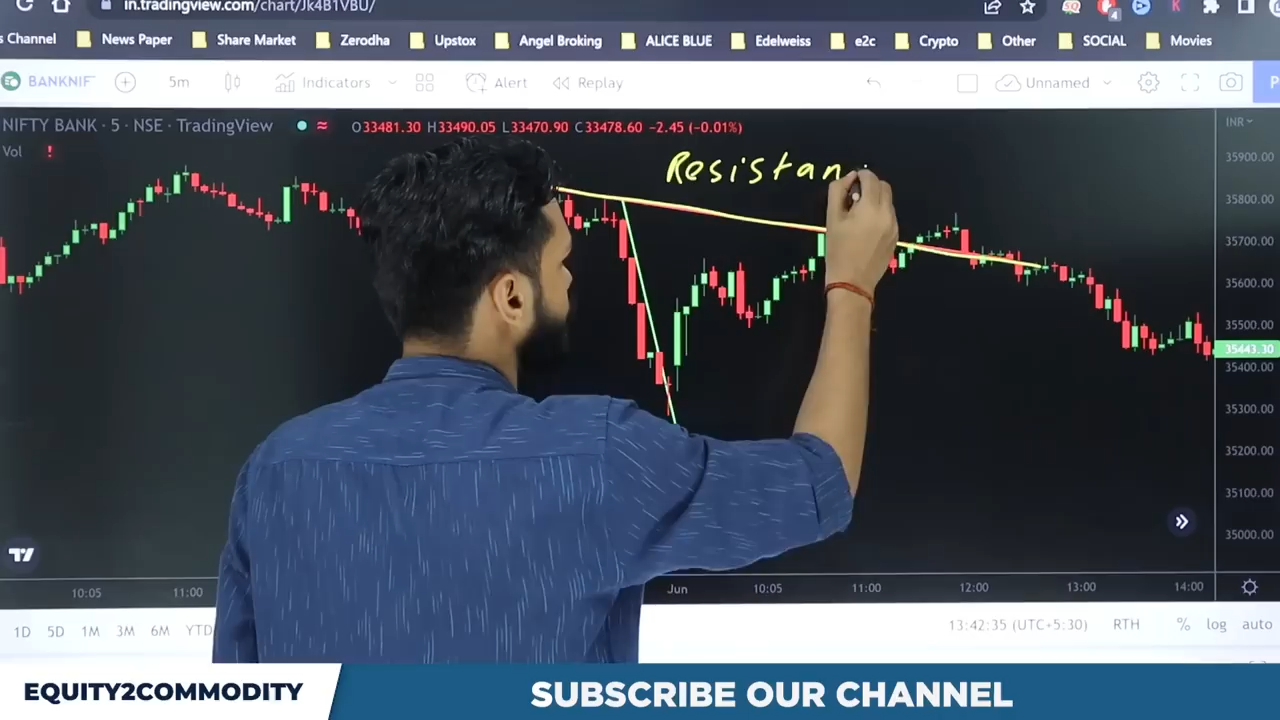 in.tradingview.com/chart/Jk4B1VBU/
s Channel News Paper Share Market Zerodha Upstox Angel Broking ALICE BLUE Edelweiss e2c Crypto Other SOCIAL Movies
BANKNIF 5m Indicators Alert Replay Unnamed P
NIFTY BANK · 5 · NSE · TradingView O33481.30 H33490.05 L33470.90 C33478.60 −2.45 (−0.01%) INR
Vol !
Resistan
35900.00
35800.00
35700.00
35600.00
35500.00
35443.30
35400.00
35300.00
35200.00
35100.00
35000.00
10:05 11:00 Jun 10:05 11:00 12:00 13:00 14:00
1D 5D 1M 3M 6M YTD 13:42:35 (UTC+5:30) RTH % log auto
EQUITY2COMMODITY SUBSCRIBE OUR CHANNEL